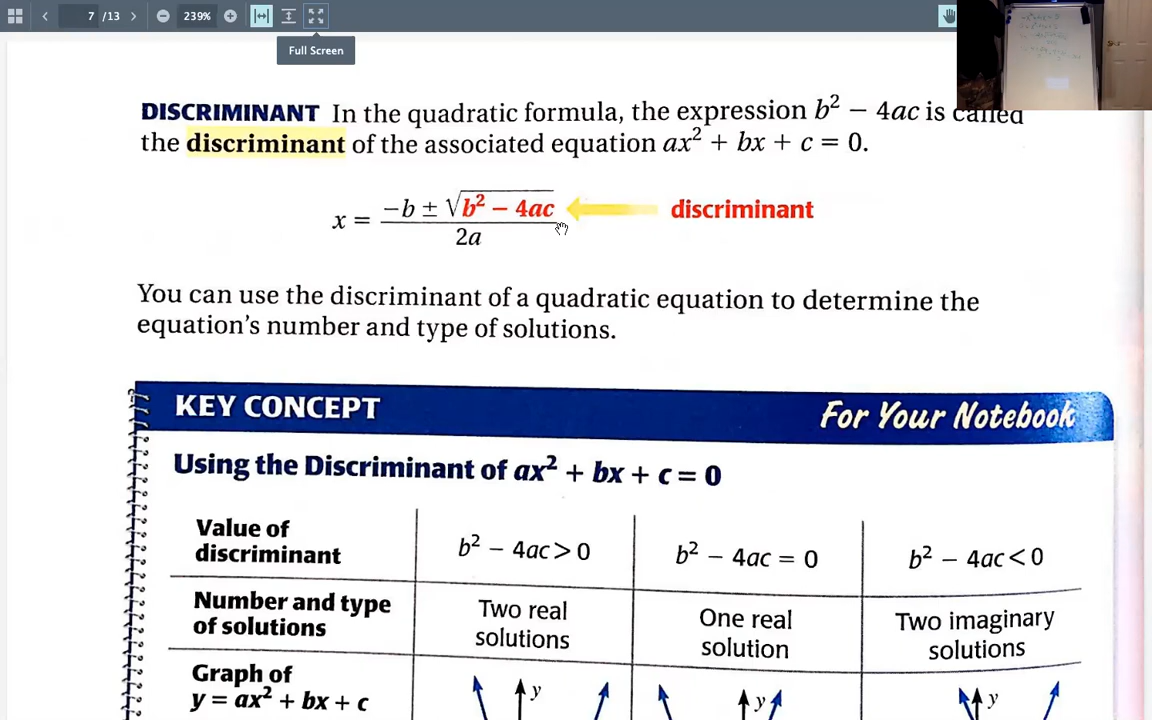 7 /13 239%
Full Screen
DISCRIMINANT In the quadratic formula, the expression b² − 4ac is called
the discriminant of the associated equation ax² + bx + c = 0.
x = −b ± √b² − 4ac / 2a discriminant
You can use the discriminant of a quadratic equation to determine the
equation's number and type of solutions.
KEY CONCEPT For Your Notebook
Using the Discriminant of ax² + bx + c = 0
Value of
discriminant
b² − 4ac > 0
b² − 4ac = 0
b² − 4ac < 0
Number and type
of solutions
Two real
solutions
One real
solution
Two imaginary
solutions
Graph of
y = ax² + bx + c
y
y
y